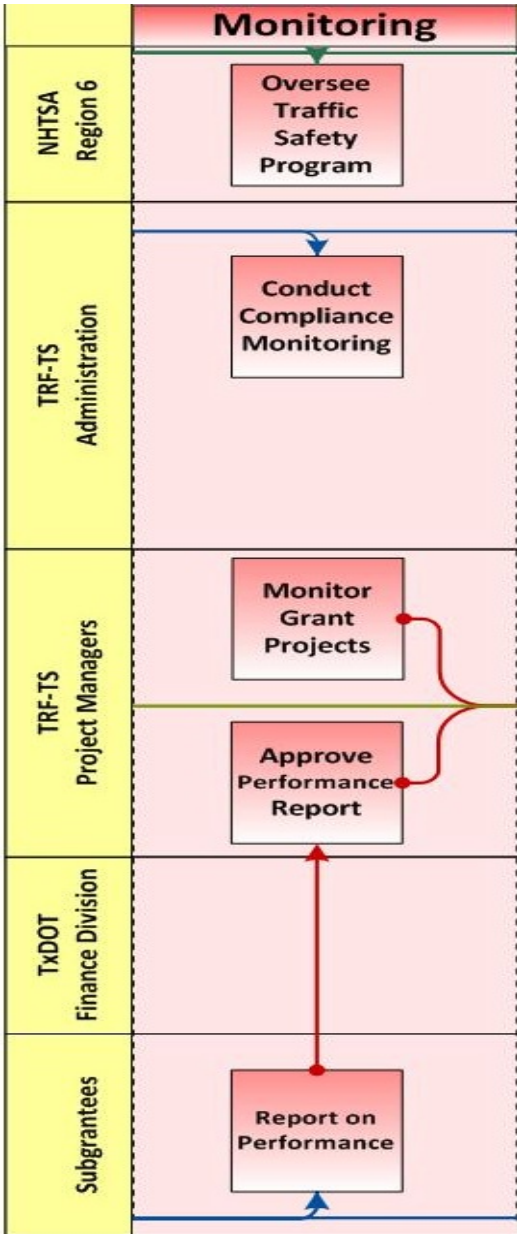 Monitoring
NHTSA
Region 6
Oversee
Traffic
Safety
Program
TRF-TS
Administration
Conduct
Compliance
Monitoring
TRF-TS
Project Managers
Monitor
Grant
Projects
Approve
Performance
Report
TxDOT
Finance Division
Subgrantees
Report on
Performance